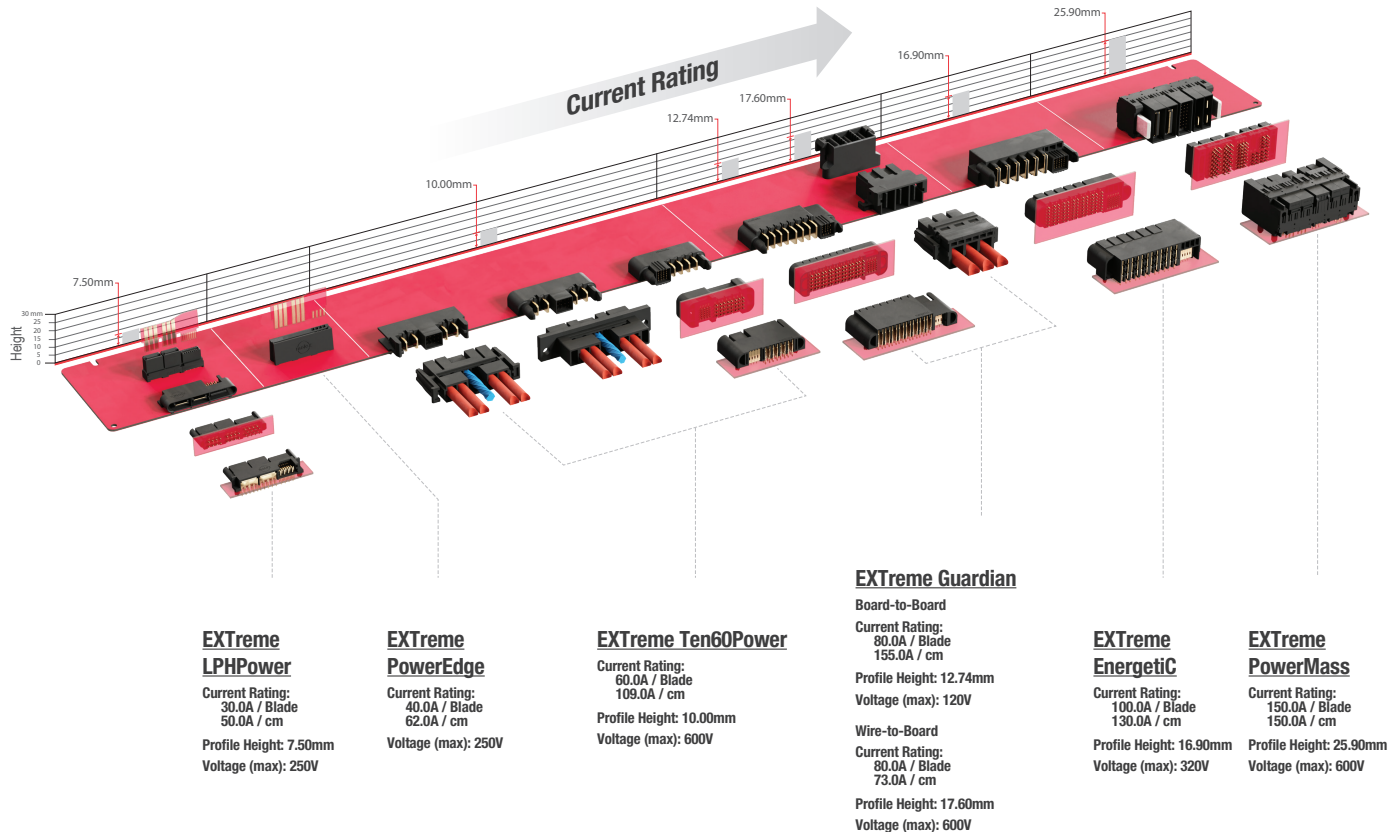 Current Rating
25.90mm
16.90mm
17.60mm
12.74mm
10.00mm
7.50mm
Height
30 mm
25
20
15
10
5
0
EXTreme
LPHPower
Current Rating:
30.0A / Blade
50.0A / cm
Profile Height: 7.50mm
Voltage (max): 250V
EXTreme
PowerEdge
Current Rating:
40.0A / Blade
62.0A / cm
Voltage (max): 250V
EXTreme Ten60Power
Current Rating:
60.0A / Blade
109.0A / cm
Profile Height: 10.00mm
Voltage (max): 600V
EXTreme Guardian
Board-to-Board
Current Rating:
80.0A / Blade
155.0A / cm
Profile Height: 12.74mm
Voltage (max): 120V
Wire-to-Board
Current Rating:
80.0A / Blade
73.0A / cm
Profile Height: 17.60mm
Voltage (max): 600V
EXTreme
EnergetiC
Current Rating:
100.0A / Blade
130.0A / cm
Profile Height: 16.90mm
Voltage (max): 320V
EXTreme
PowerMass
Current Rating:
150.0A / Blade
150.0A / cm
Profile Height: 25.90mm
Voltage (max): 600V